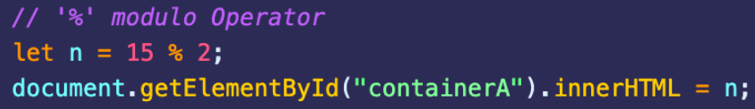 // '%' modulo Operator
let n = 15 % 2;
document.getElementById("containerA").innerHTML = n;